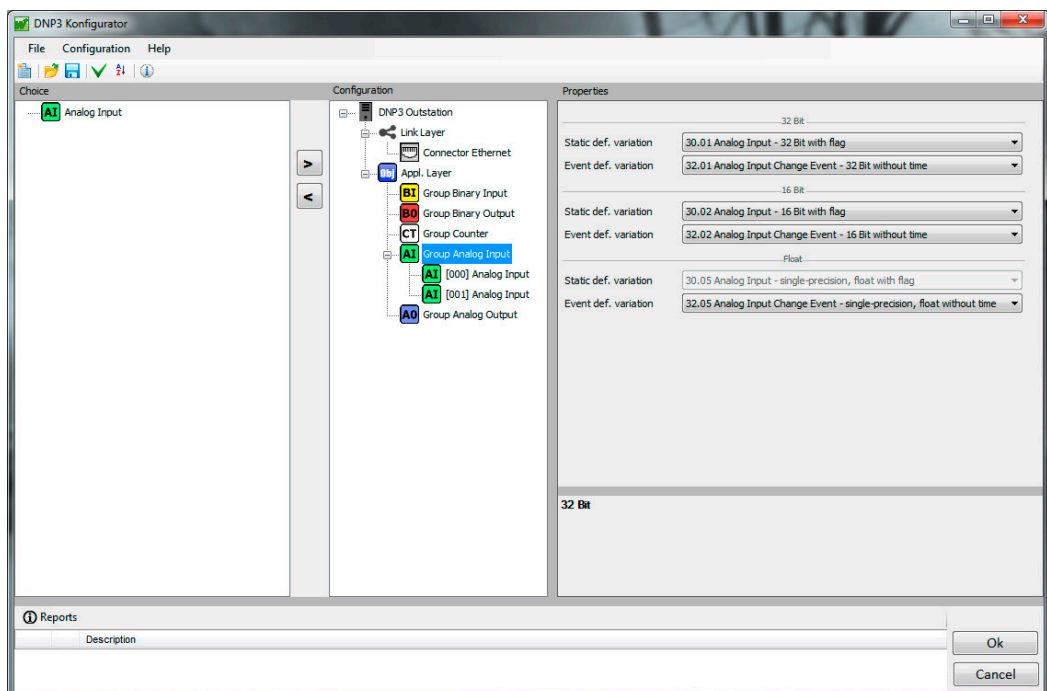 DNP3 Konfigurator
File Configuration Help
Choice
Configuration
Properties
AI Analog Input
>
<
DNP3 Outstation
Link Layer
Connector Ethernet
Obj Appl. Layer
BI Group Binary Input
BO Group Binary Output
CT Group Counter
AI Group Analog Input
AI [000] Analog Input
AI [001] Analog Input
AO Group Analog Output
32 Bit
Static def. variation 30.01 Analog Input - 32 Bit with flag
Event def. variation 32.01 Analog Input Change Event - 32 Bit without time
16 Bit
Static def. variation 30.02 Analog Input - 16 Bit with flag
Event def. variation 32.02 Analog Input Change Event - 16 Bit without time
Float
Static def. variation 30.05 Analog Input - single-precision, float with flag
Event def. variation 32.05 Analog Input Change Event - single-precision, float without time
32 Bit
Reports
Description
Ok
Cancel